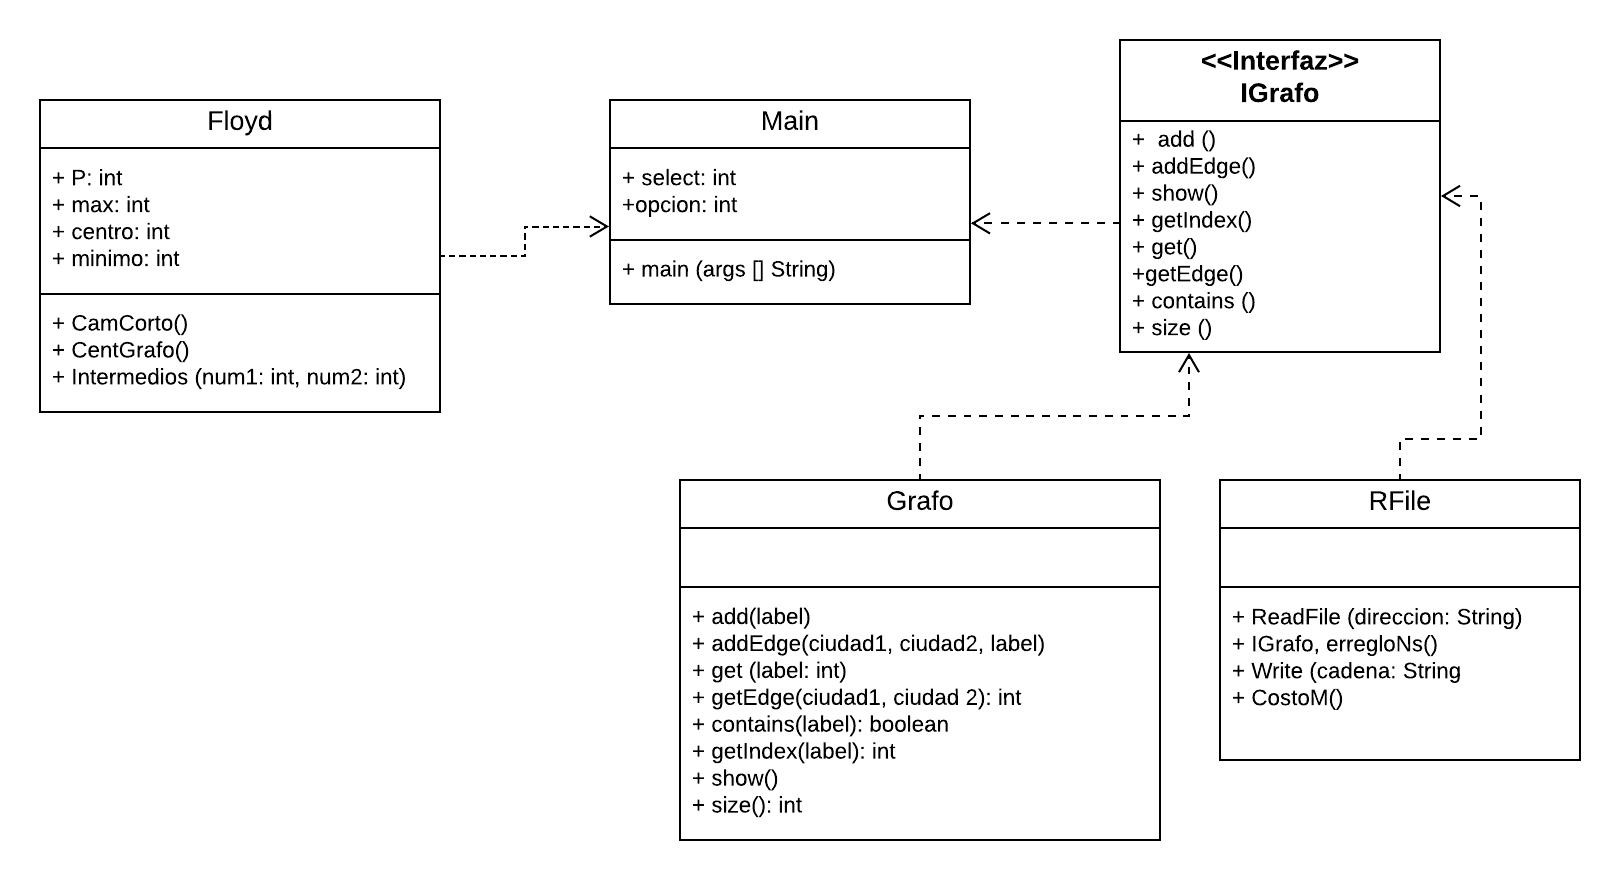 Floyd
+ P: int
+ max: int
+ centro: int
+ minimo: int
+ CamCorto()
+ CentGrafo()
+ Intermedios (num1: int, num2: int)
Main
+ select: int
+opcion: int
+ main (args [] String)
<<Interfaz>>
IGrafo
+  add ()
+ addEdge()
+ show()
+ getIndex()
+ get()
+getEdge()
+ contains ()
+ size ()
Grafo
+ add(label)
+ addEdge(ciudad1, ciudad2, label)
+ get (label: int)
+ getEdge(ciudad1, ciudad 2): int
+ contains(label): boolean
+ getIndex(label): int
+ show()
+ size(): int
RFile
+ ReadFile (direccion: String)
+ IGrafo, erregloNs()
+ Write (cadena: String
+ CostoM()